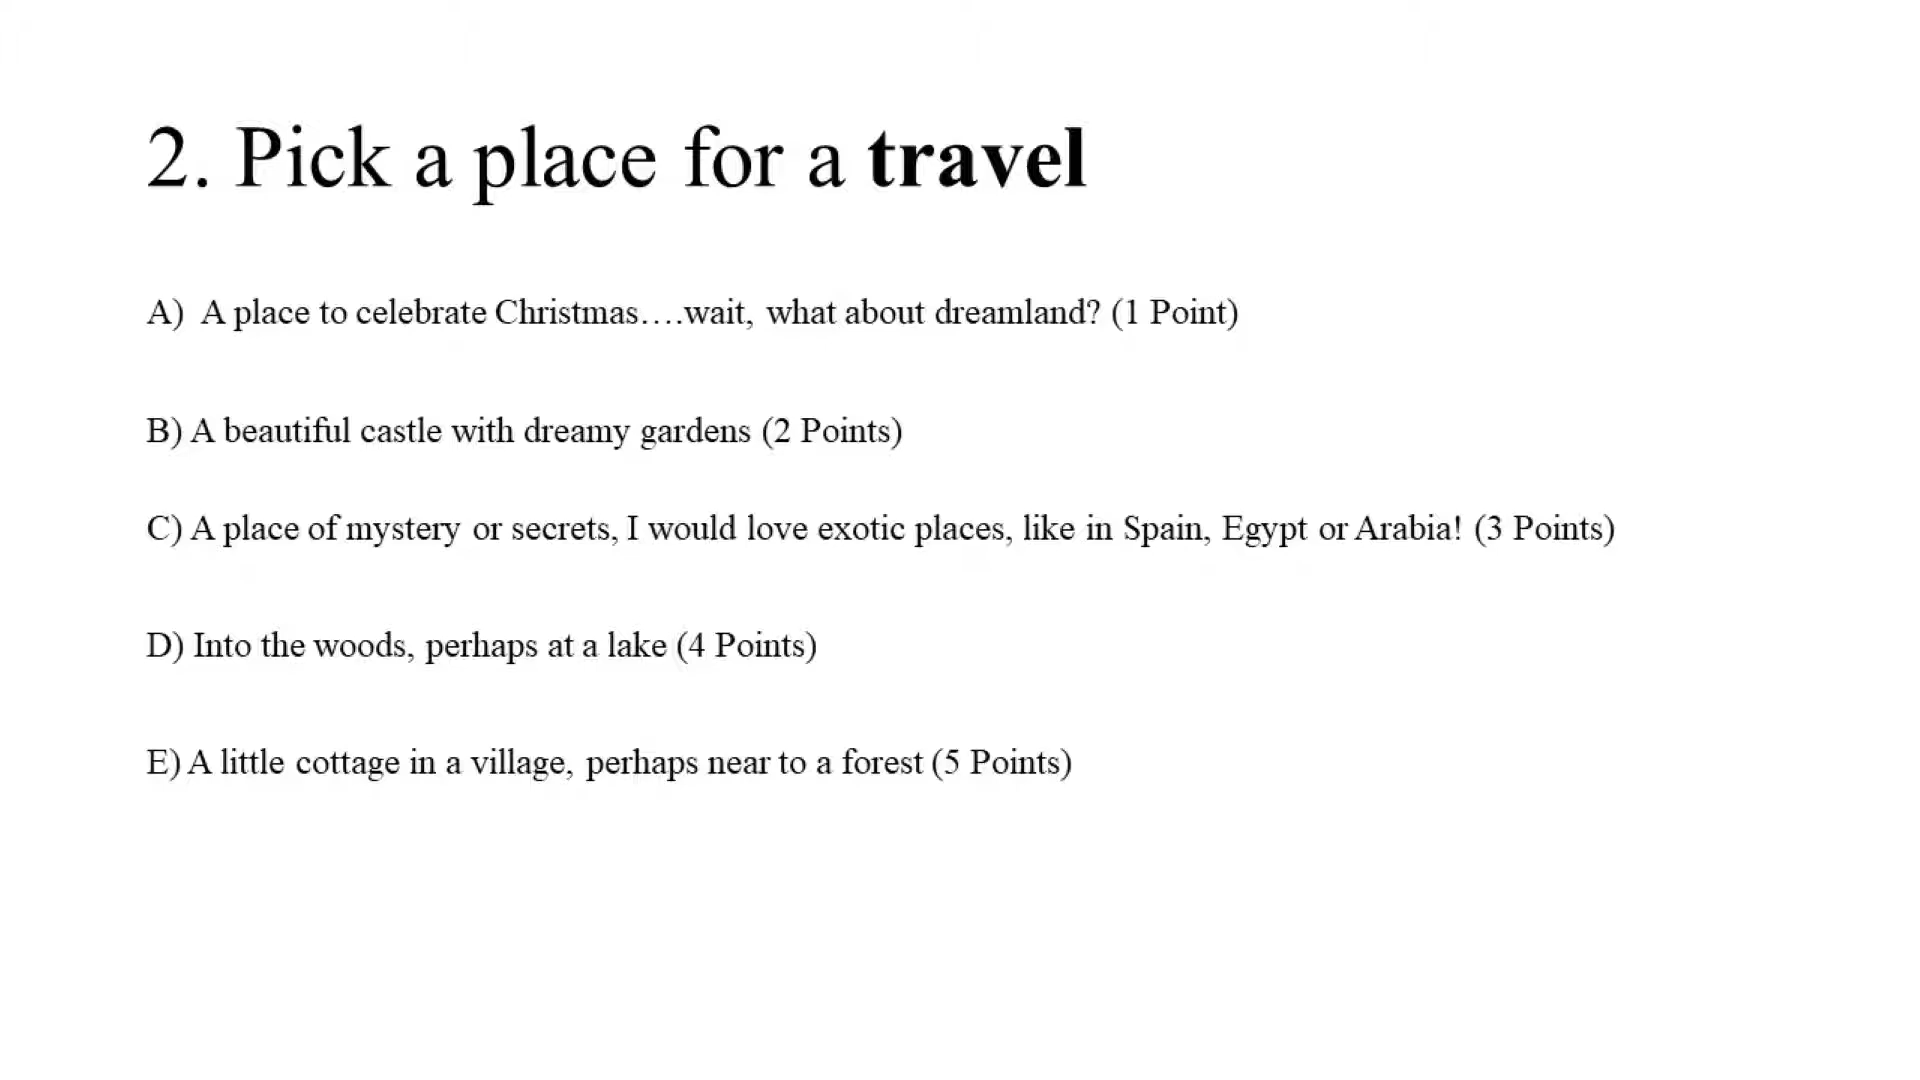 2. Pick a place for a travel
A) A place to celebrate Christmas….wait, what about dreamland? (1 Point)
B) A beautiful castle with dreamy gardens (2 Points)
C) A place of mystery or secrets, I would love exotic places, like in Spain, Egypt or Arabia! (3 Points)
D) Into the woods, perhaps at a lake (4 Points)
E) A little cottage in a village, perhaps near to a forest (5 Points)